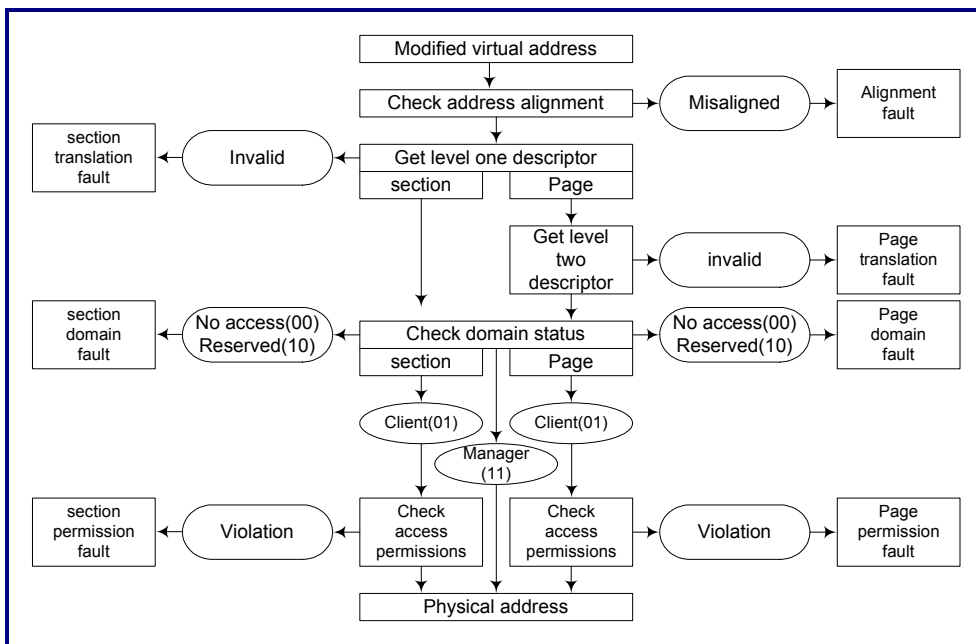 Modified virtual address
Check address alignment
Misaligned
Alignment
fault
section
translation
fault
Invalid
Get level one descriptor
section
Page
Get level
two
descriptor
invalid
Page
translation
fault
section
domain
fault
No access(00)
Reserved(10)
Check domain status
section
Page
No access(00)
Reserved(10)
Page
domain
fault
Client(01)
Client(01)
Manager
(11)
section
permission
fault
Violation
Check
access
permissions
Check
access
permissions
Violation
Page
permission
fault
Physical address